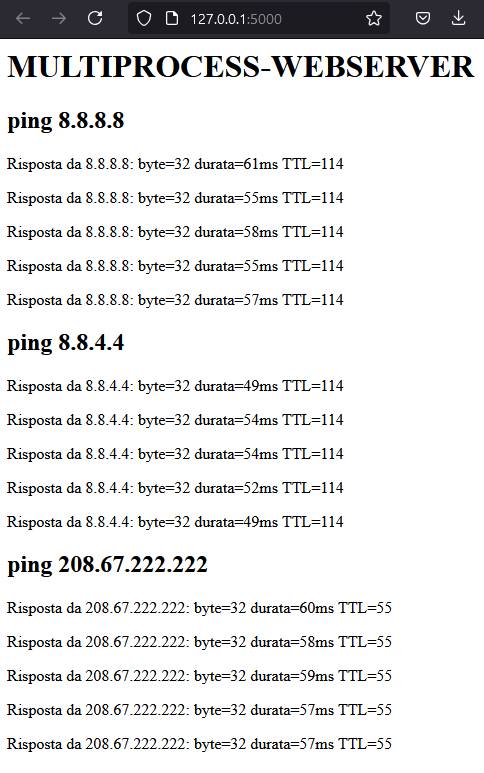 127.0.0.1:5000
MULTIPROCESS-WEBSERVER
ping 8.8.8.8
Risposta da 8.8.8.8: byte=32 durata=61ms TTL=114
Risposta da 8.8.8.8: byte=32 durata=55ms TTL=114
Risposta da 8.8.8.8: byte=32 durata=58ms TTL=114
Risposta da 8.8.8.8: byte=32 durata=55ms TTL=114
Risposta da 8.8.8.8: byte=32 durata=57ms TTL=114
ping 8.8.4.4
Risposta da 8.8.4.4: byte=32 durata=49ms TTL=114
Risposta da 8.8.4.4: byte=32 durata=54ms TTL=114
Risposta da 8.8.4.4: byte=32 durata=54ms TTL=114
Risposta da 8.8.4.4: byte=32 durata=52ms TTL=114
Risposta da 8.8.4.4: byte=32 durata=49ms TTL=114
ping 208.67.222.222
Risposta da 208.67.222.222: byte=32 durata=60ms TTL=55
Risposta da 208.67.222.222: byte=32 durata=58ms TTL=55
Risposta da 208.67.222.222: byte=32 durata=59ms TTL=55
Risposta da 208.67.222.222: byte=32 durata=57ms TTL=55
Risposta da 208.67.222.222: byte=32 durata=57ms TTL=55